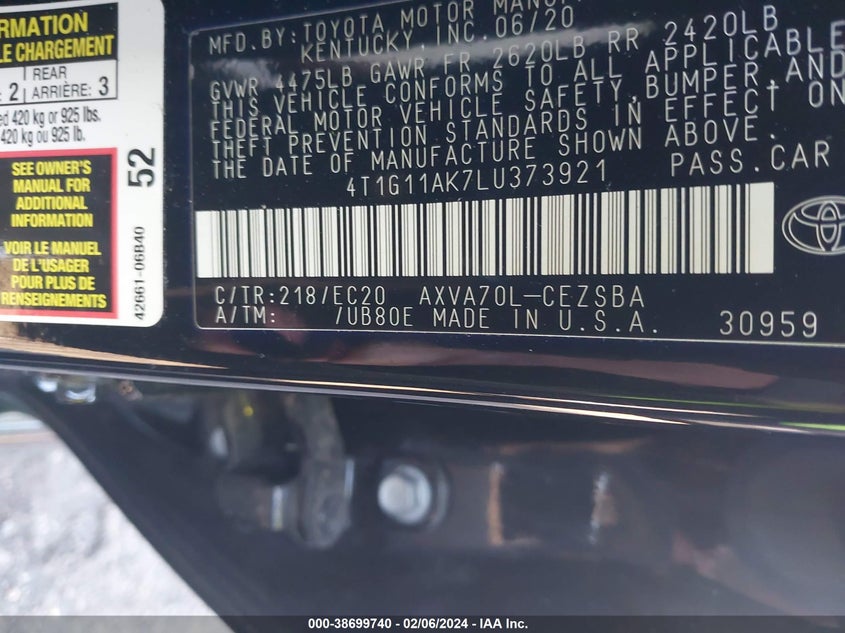 RMATION
LE CHARGEMENT
2 | REAR ARRIÈRE: 3
ed 420 kg or 925 lbs.
420 kg ou 925 lb.
SEE OWNER'S
MANUAL FOR
ADDITIONAL
INFORMATION
VOIR LE MANUEL
DE L'USAGER
POUR PLUS DE
RENSEIGNEMENTS
52
42661-06B40
MFD. BY: TOYOTA MOTOR MANU
KENTUCKY, INC. 06/20
GVWR 4475LB GAWR FR 2620LB RR 2420LB
THIS VEHICLE CONFORMS TO ALL APPLICABLE
FEDERAL MOTOR VEHICLE SAFETY, BUMPER, AND
THEFT PREVENTION STANDARDS IN EFFECT ON
THE DATE OF MANUFACTURE SHOWN ABOVE.
4T1G11AK7LU373921 PASS. CAR
C/TR: 218/EC20 AXVA70L-CEZSBA
A/TM: /UB80E MADE IN U.S.A. 30959
000-38699740 - 02/06/2024 - IAA Inc.